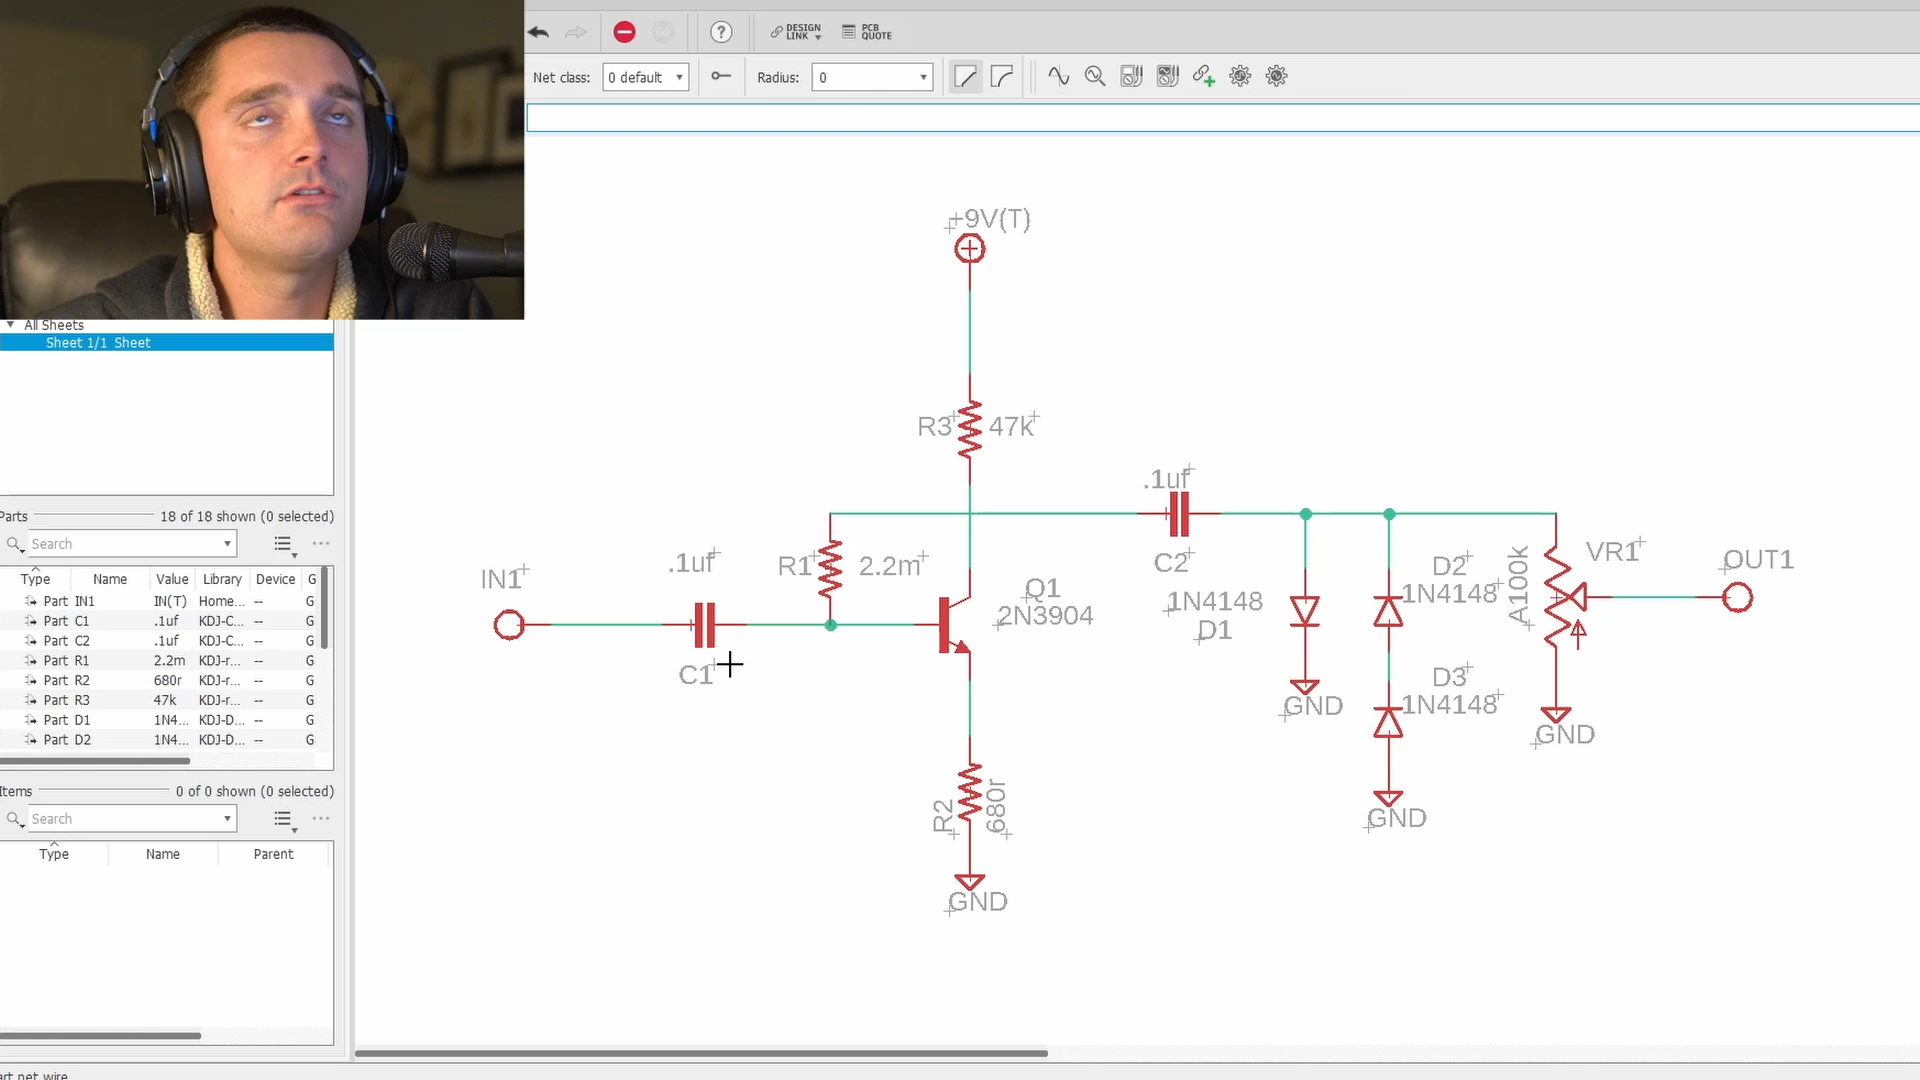 DESIGN
LINK
PCB
QUOTE
Net class:
0 default
Radius:
0
All Sheets
Sheet 1/1 Sheet
Parts
18 of 18 shown (0 selected)
Search
Type Name Value Library Device G
Part IN1 IN(T) Home... -- G
Part C1 .1uf KDJ-C... -- G
Part C2 .1uf KDJ-C... -- G
Part R1 2.2m KDJ-r... -- G
Part R2 680r KDJ-r... -- G
Part R3 47k KDJ-r... -- G
Part D1 1N4... KDJ-D... -- G
Part D2 1N4... KDJ-D... -- G
Items
0 of 0 shown (0 selected)
Search
Type Name Parent
art net wire
+9V(T)
R3 47k
.1uf
C2
IN1
.1uf
C1
R1 2.2m
Q1
2N3904
R2
680r
GND
1N4148
D1
GND
D2
1N4148
D3
1N4148
GND
A100k
VR1
GND
OUT1